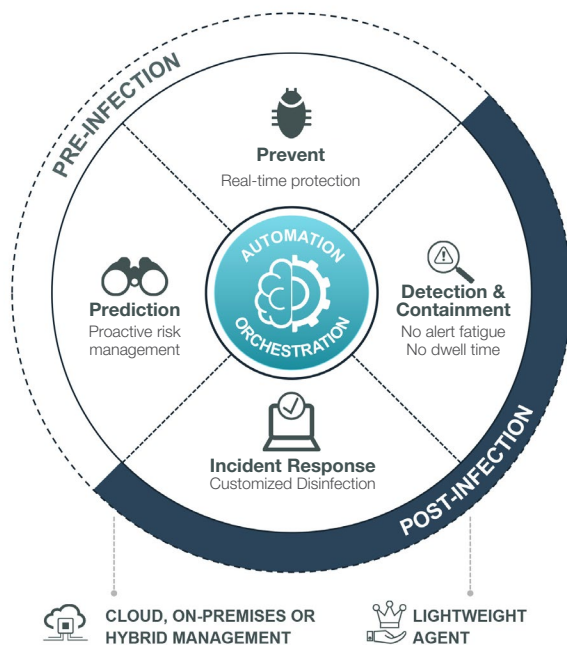 PRE-INFECTION
Prevent
Real-time protection
AUTOMATION
ORCHESTRATION
Prediction
Proactive risk
management
Detection &
Containment
No alert fatigue
No dwell time
Incident Response
Customized Disinfection
POST-INFECTION
CLOUD, ON-PREMISES OR
HYBRID MANAGEMENT
LIGHTWEIGHT
AGENT